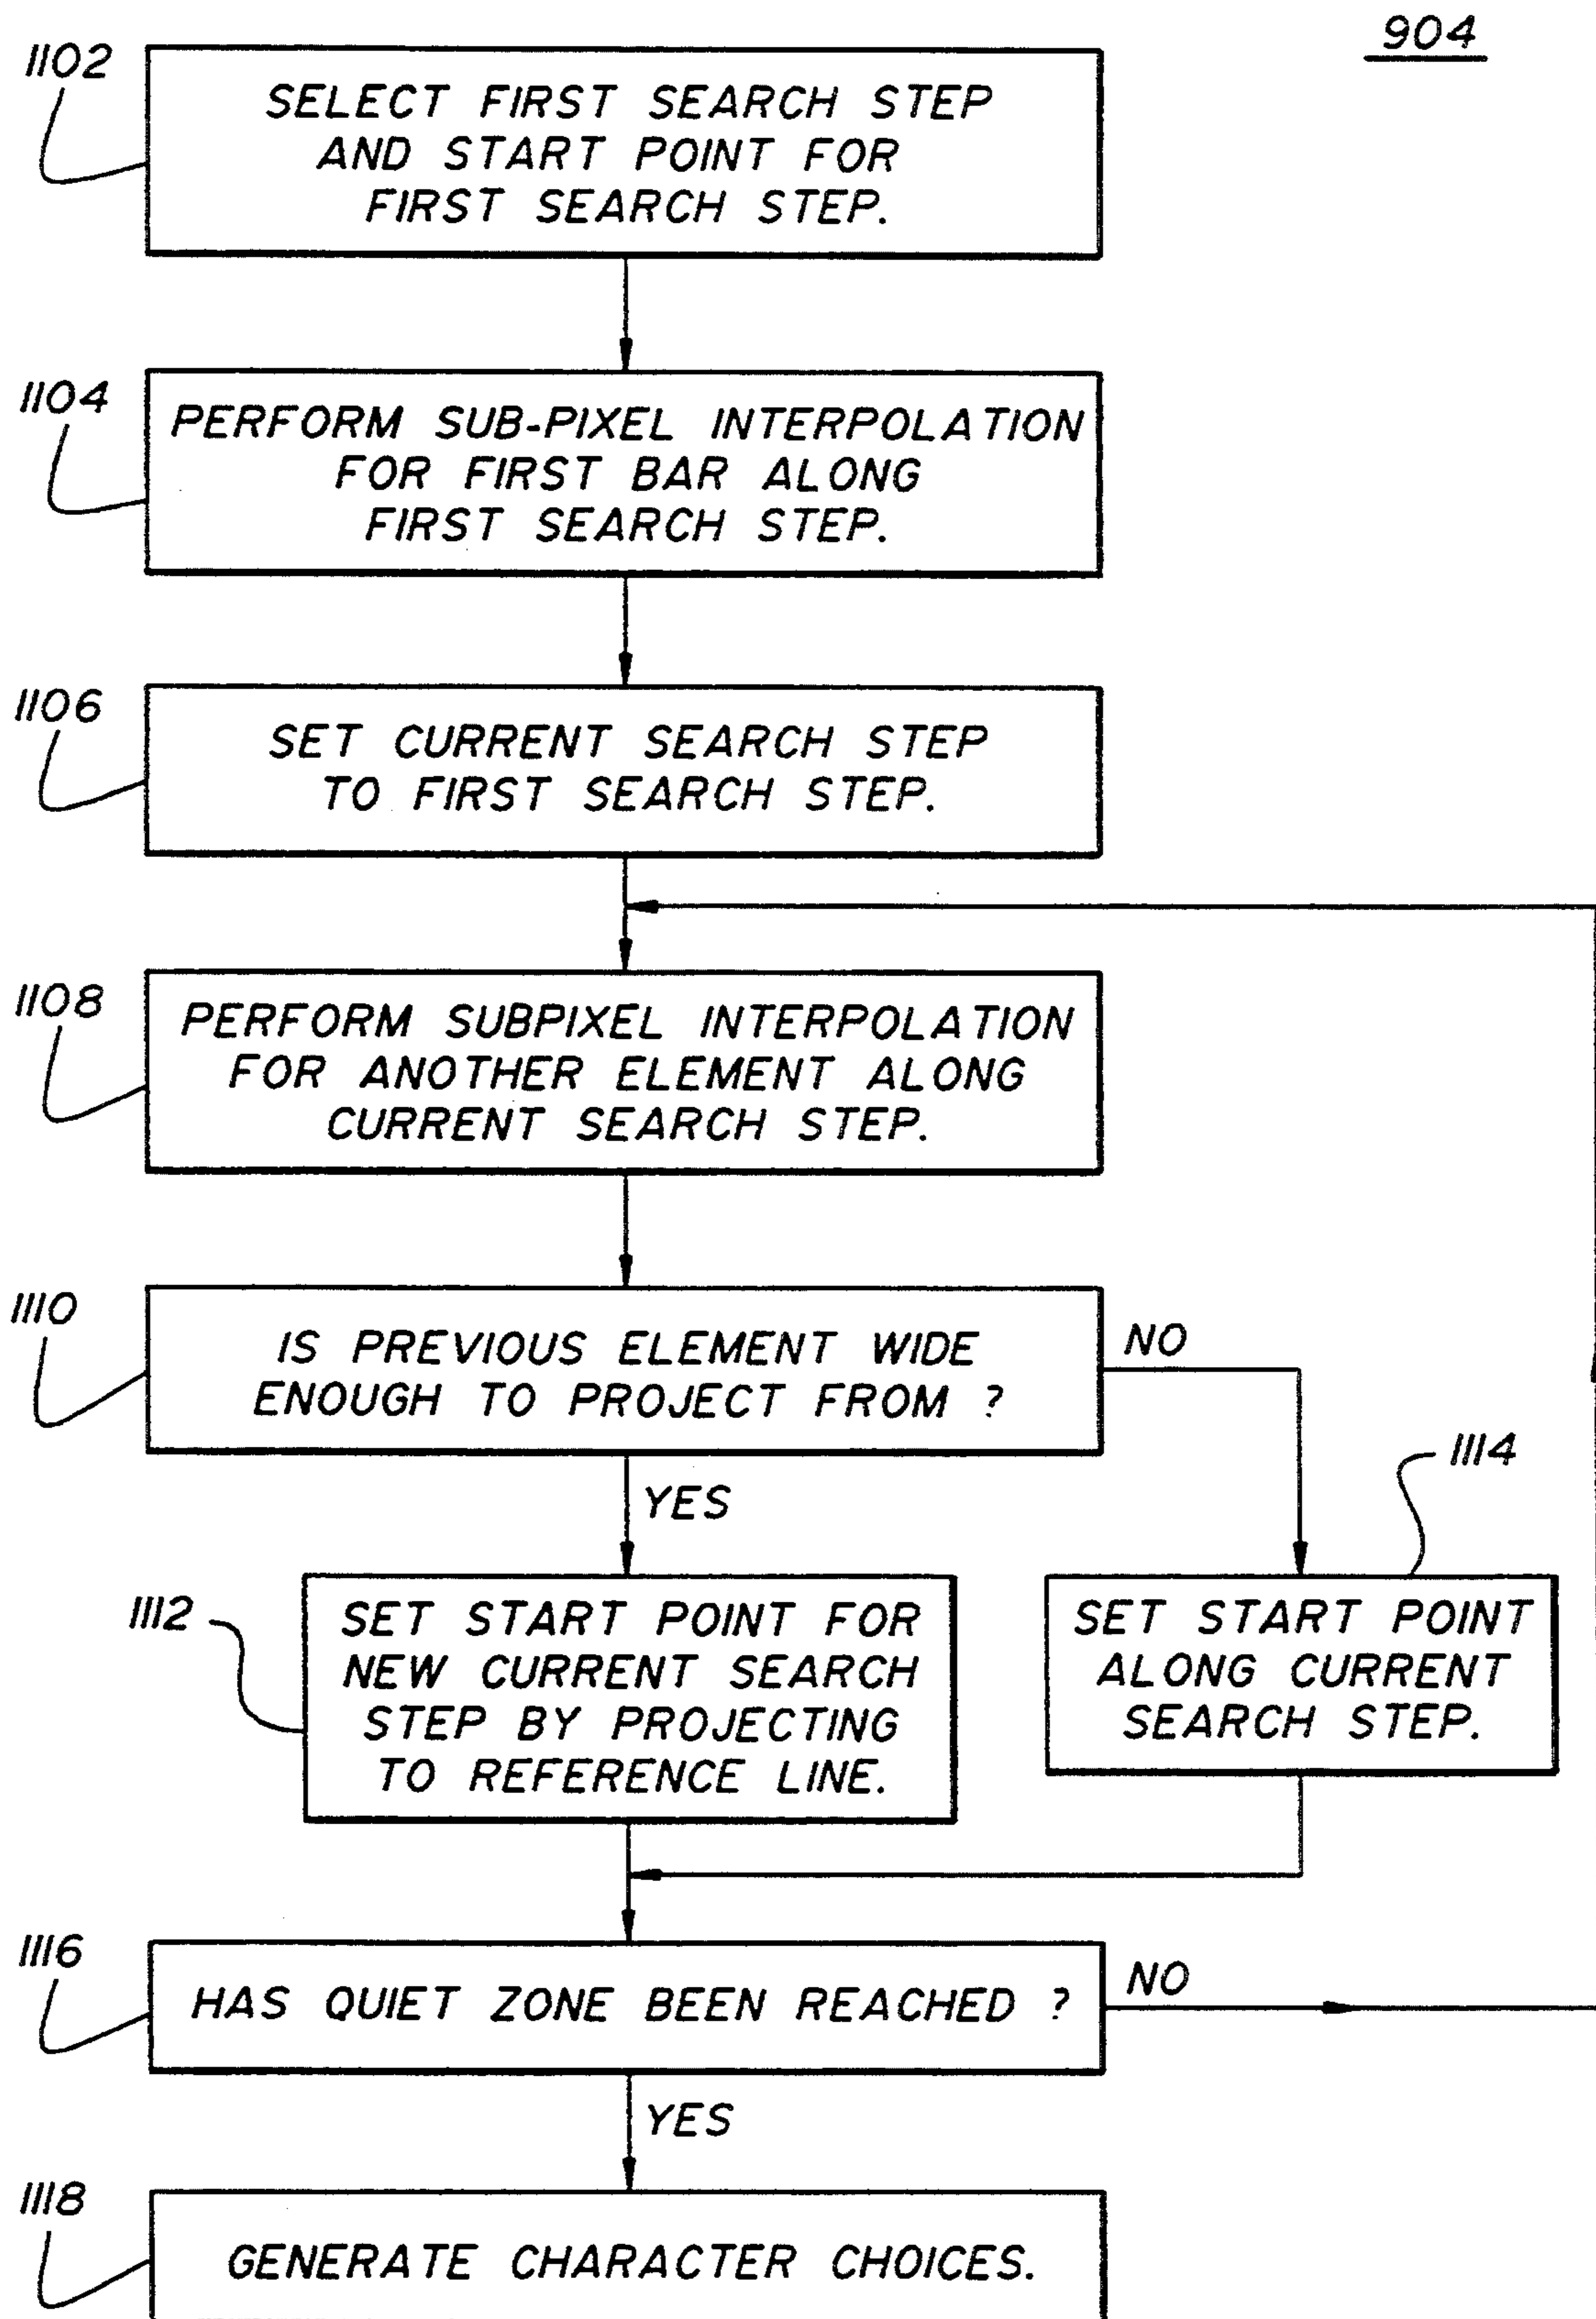 904
1102
SELECT FIRST SEARCH STEP
AND START POINT FOR
FIRST SEARCH STEP.
1104
PERFORM SUB-PIXEL INTERPOLATION
FOR FIRST BAR ALONG
FIRST SEARCH STEP.
1106
SET CURRENT SEARCH STEP
TO FIRST SEARCH STEP.
1108
PERFORM SUBPIXEL INTERPOLATION
FOR ANOTHER ELEMENT ALONG
CURRENT SEARCH STEP.
1110
IS PREVIOUS ELEMENT WIDE
ENOUGH TO PROJECT FROM ?
NO
YES
1112
SET START POINT FOR
NEW CURRENT SEARCH
STEP BY PROJECTING
TO REFERENCE LINE.
1114
SET START POINT
ALONG CURRENT
SEARCH STEP.
1116
HAS QUIET ZONE BEEN REACHED ?
NO
YES
1118
GENERATE CHARACTER CHOICES.